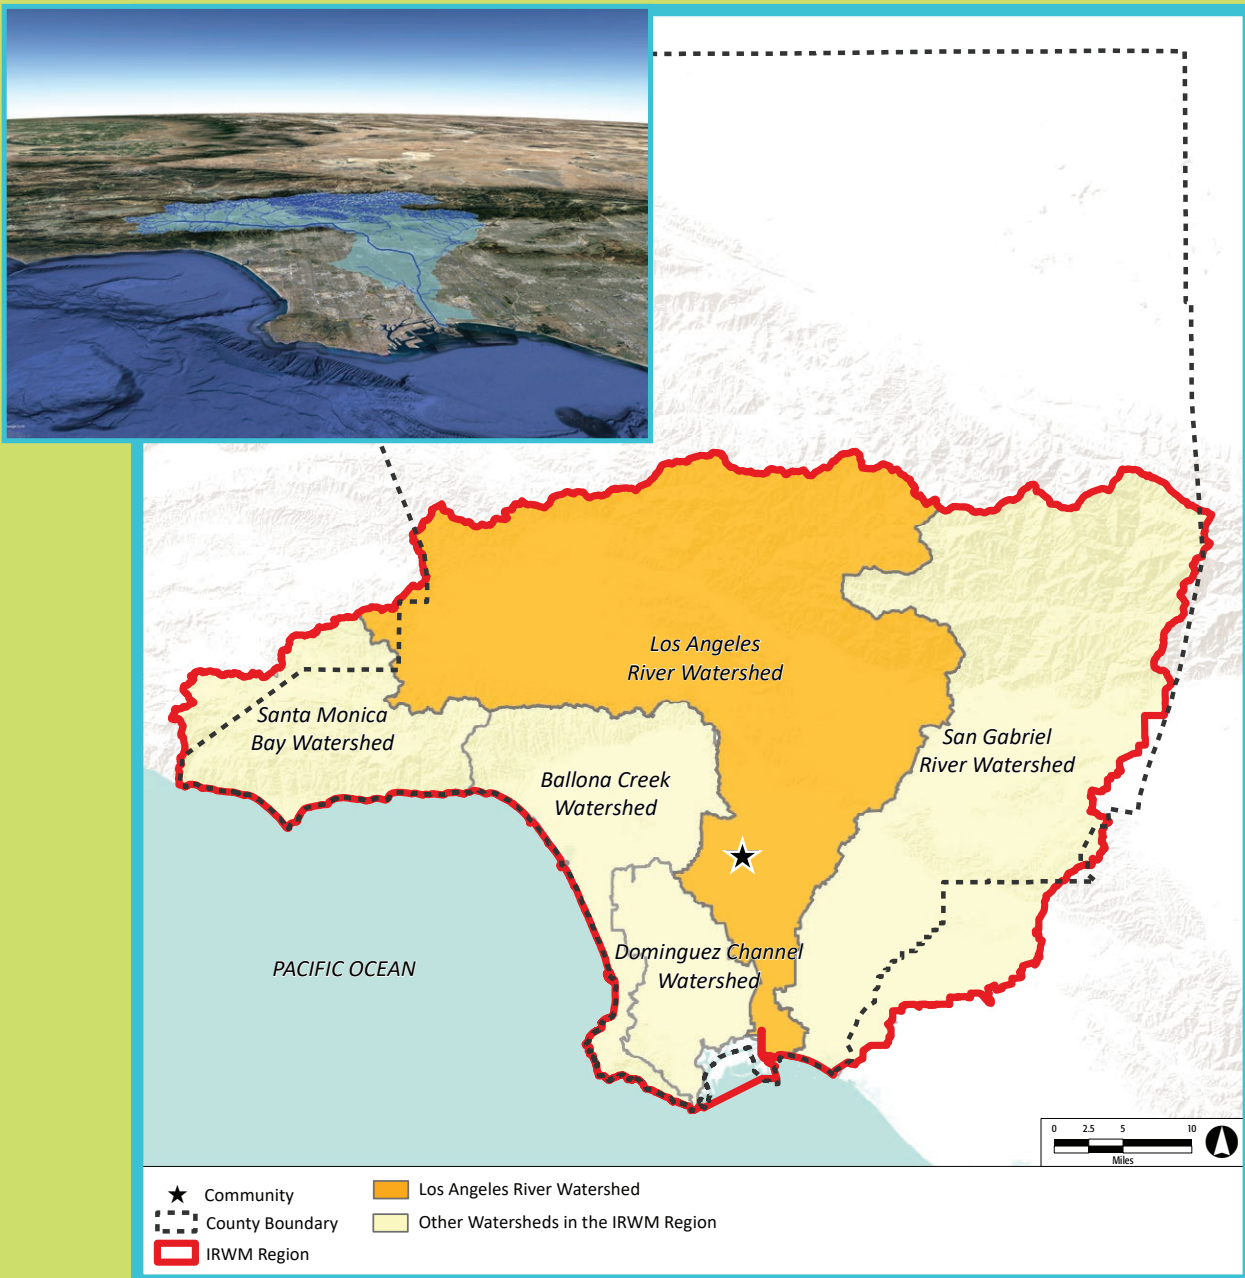 Los Angeles
River Watershed
Santa Monica
Bay Watershed
San Gabriel
River Watershed
Ballona Creek
Watershed
Dominguez Channel
Watershed
PACIFIC OCEAN
0 2.5 5 10
Miles
Community
County Boundary
IRWM Region
Los Angeles River Watershed
Other Watersheds in the IRWM Region